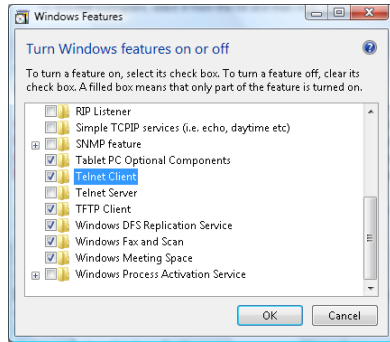 Windows Features
Turn Windows features on or off
To turn a feature on, select its check box. To turn a feature off, clear its
check box. A filled box means that only part of the feature is turned on.
RIP Listener
Simple TCPIP services (i.e. echo, daytime etc)
SNMP feature
Tablet PC Optional Components
Telnet Client
Telnet Server
TFTP Client
Windows DFS Replication Service
Windows Fax and Scan
Windows Meeting Space
Windows Process Activation Service
OK
Cancel